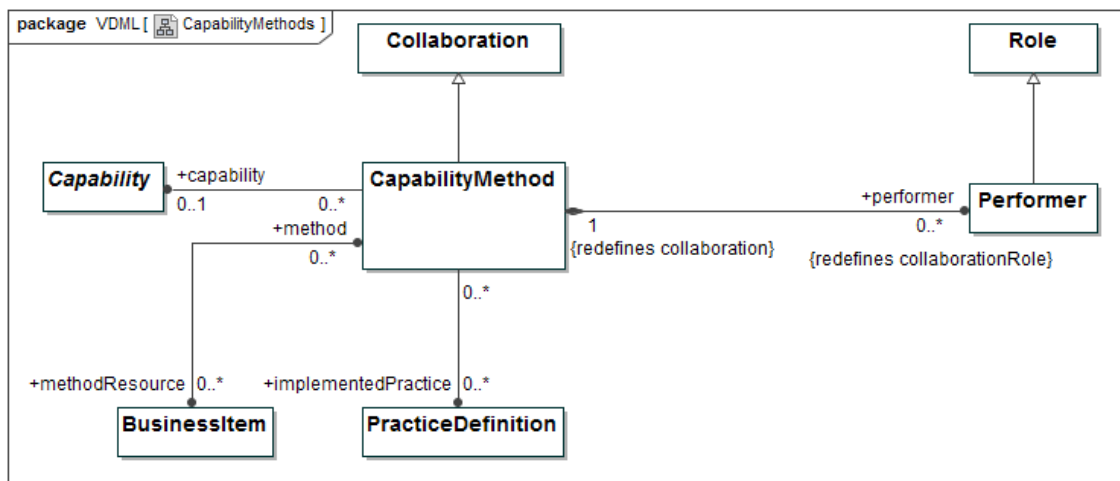 package VDML [ CapabilityMethods ]
Collaboration
Role
Capability
+capability
0..1
0..*
CapabilityMethod
+performer
Performer
+method
0..*
1
0..*
{redefines collaboration}
{redefines collaborationRole}
0..*
+methodResource
0..*
+implementedPractice
0..*
BusinessItem
PracticeDefinition